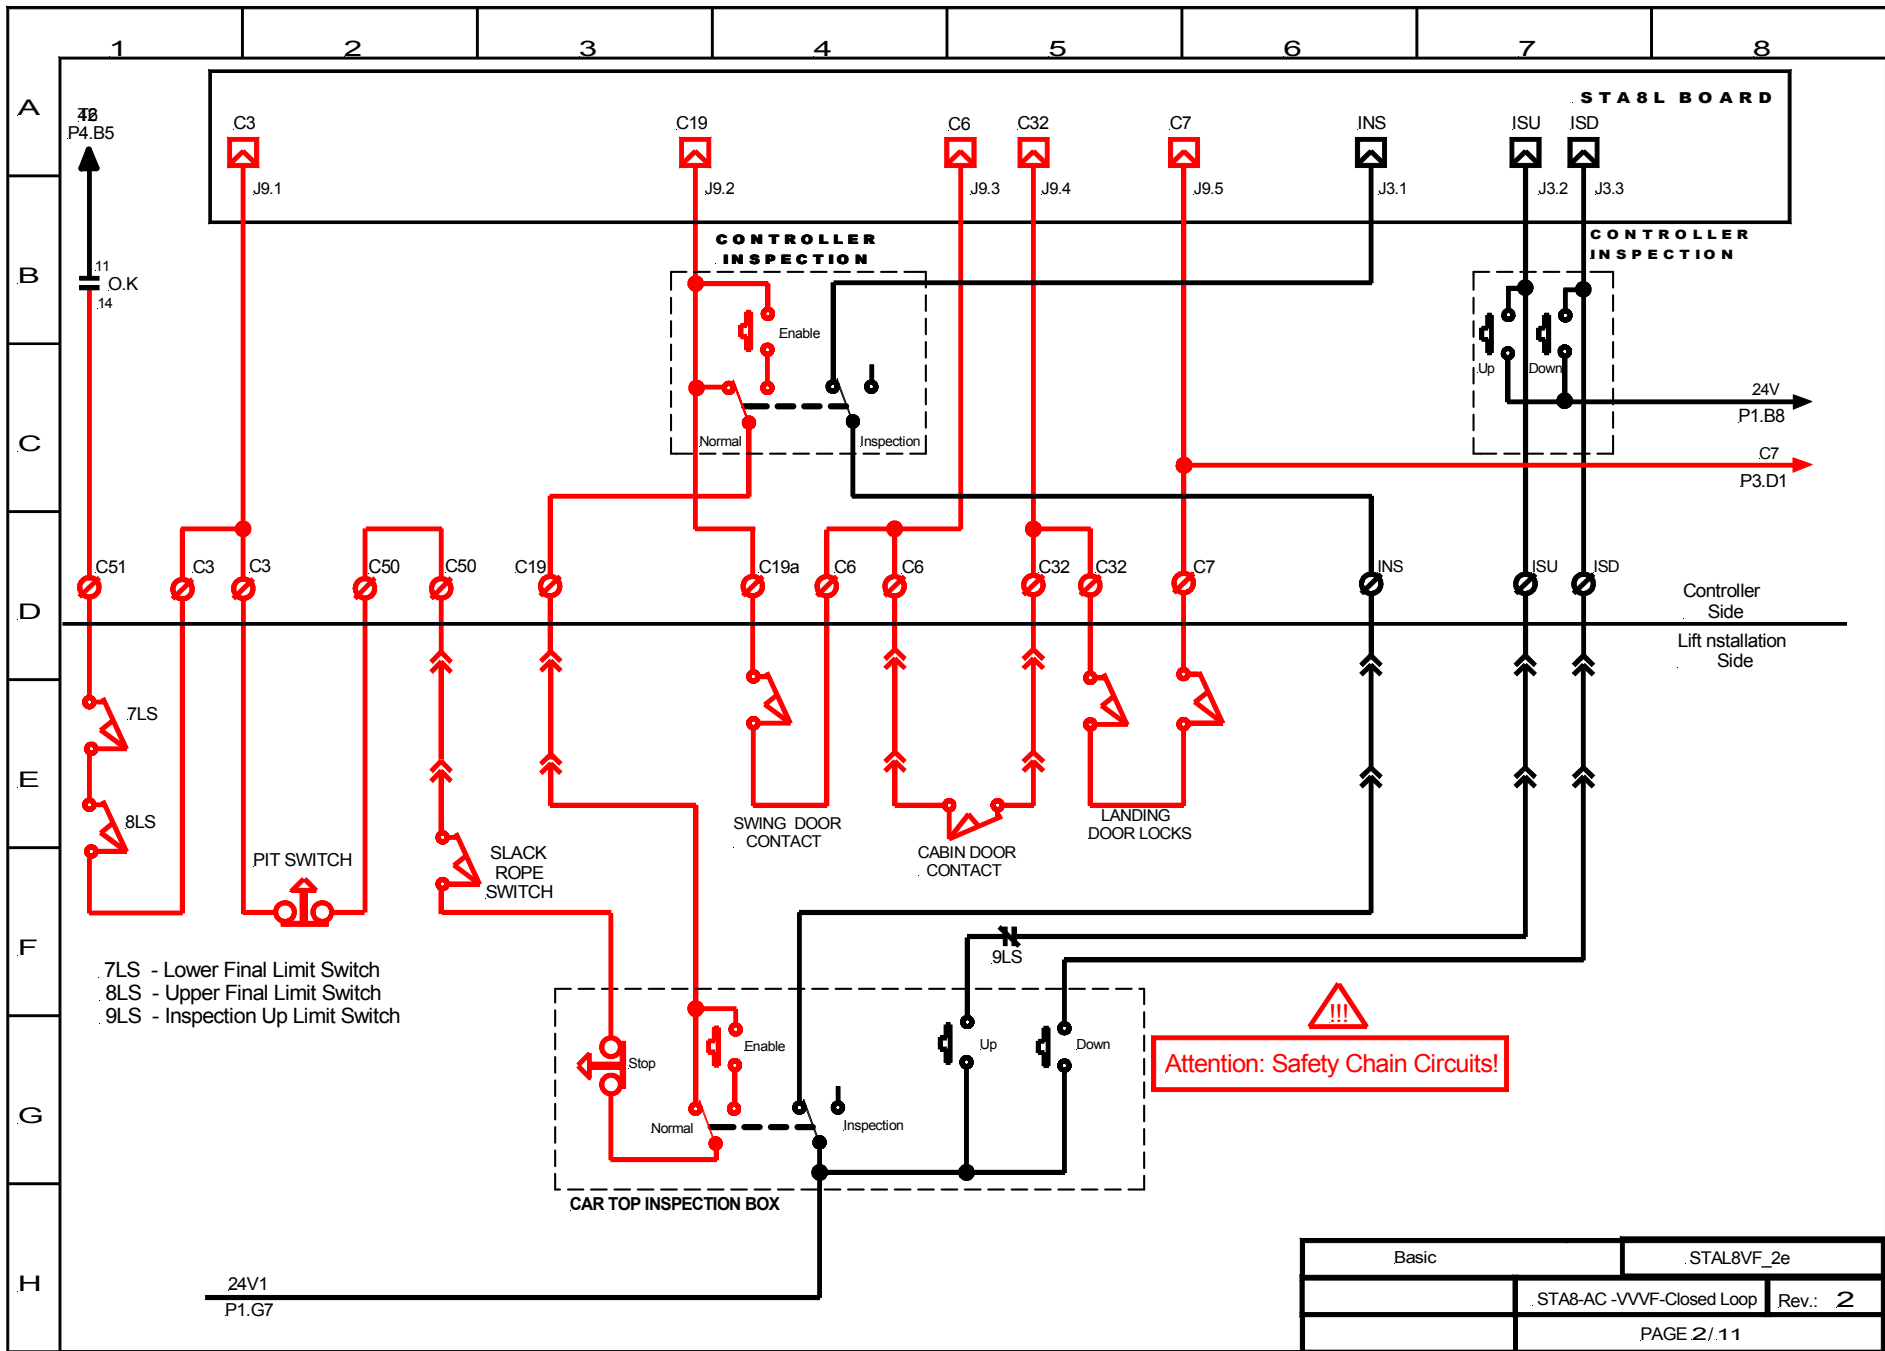 1 2 3 4 5 6 7 8
A
STA8L BOARD
P4.B5
C3 C19 C6 C32 C7 INS ISU ISD
J9.1 J9.2 J9.3 J9.4 J9.5 J3.1 J3.2 J3.3
CONTROLLER
INSPECTION
CONTROLLER
INSPECTION
B
11
O.K
14
Enable
Up
Down
24V
P1.B8
C
Normal
Inspection
C7
P3.D1
C51 C3 C3 C50 C50 C19 C19a C6 C6 C32 C32 C7 INS ISU ISD
D
Controller
Side
Lift nstallation
Side
7LS
E
8LS
SWING DOOR
CONTACT
LANDING
DOOR LOCKS
CABIN DOOR
CONTACT
PIT SWITCH
SLACK
ROPE
SWITCH
F
9LS
7LS - Lower Final Limit Switch
8LS - Upper Final Limit Switch
9LS - Inspection Up Limit Switch
!!!
Attention: Safety Chain Circuits!
Stop
Enable
Up
Down
G
Normal
Inspection
CAR TOP INSPECTION BOX
H
24V1
P1.G7
Basic STAL8VF_2e
STA8-AC -VVVF-Closed Loop Rev.: 2
PAGE 2/11